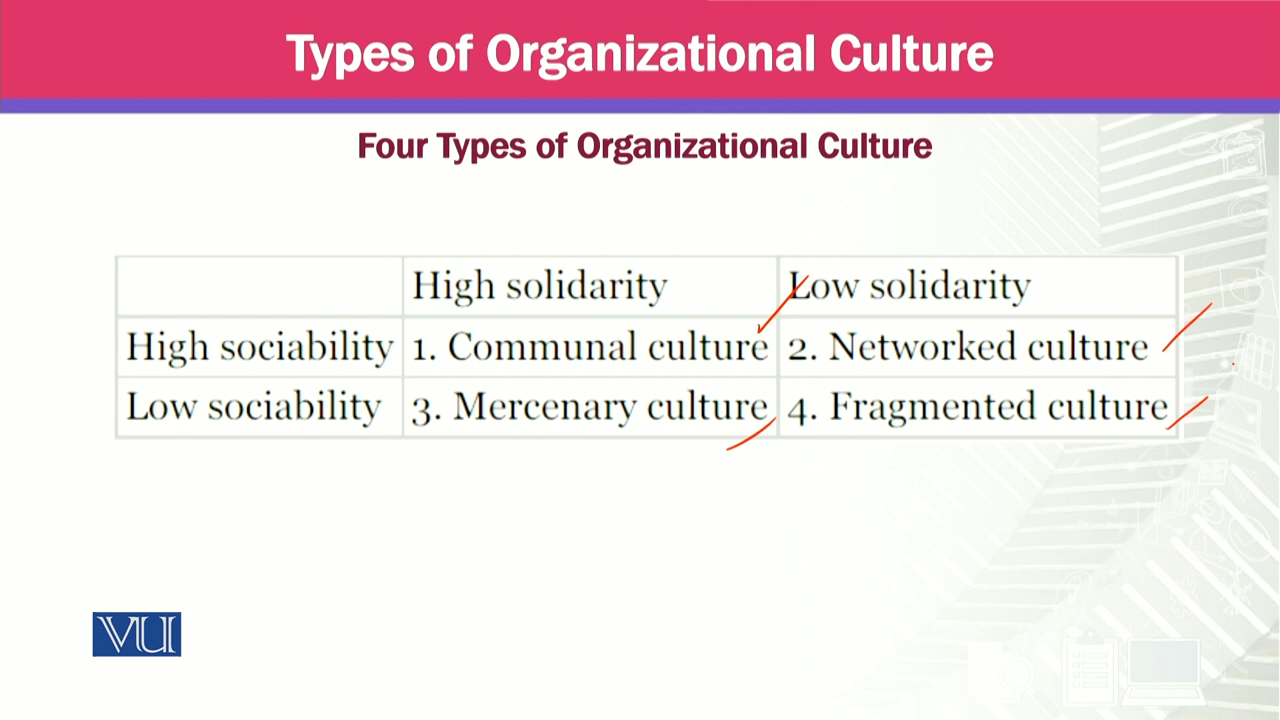 Types of Organizational Culture
Four Types of Organizational Culture
High solidarity Low solidarity
High sociability 1. Communal culture 2. Networked culture
Low sociability 3. Mercenary culture 4. Fragmented culture
VU